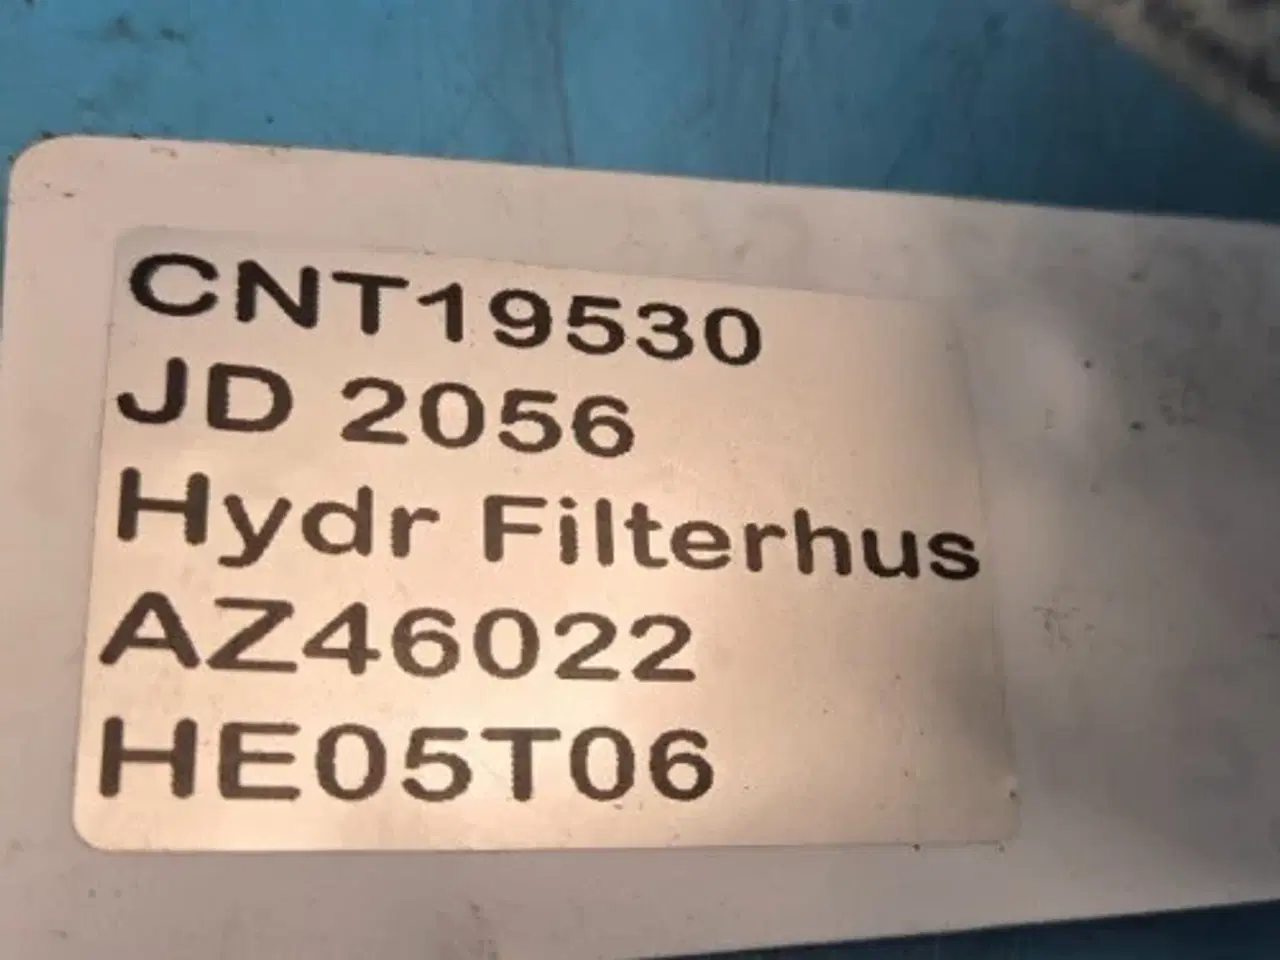 CNT19530
JD 2056
Hydr Filterhus
AZ46022
HE05T06